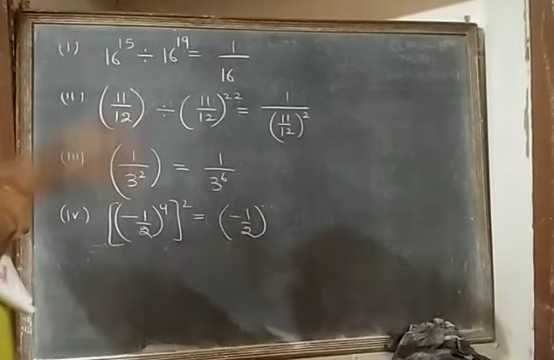 (i) 16^15 ÷ 16^19 = 1/16
(ii) (11/12) ÷ (11/12)^22 = 1/(11/12)^2
(iii) (1/3^2) = 1/3^6
(iv) [(-1/2)^4]^2 = (-1/2)